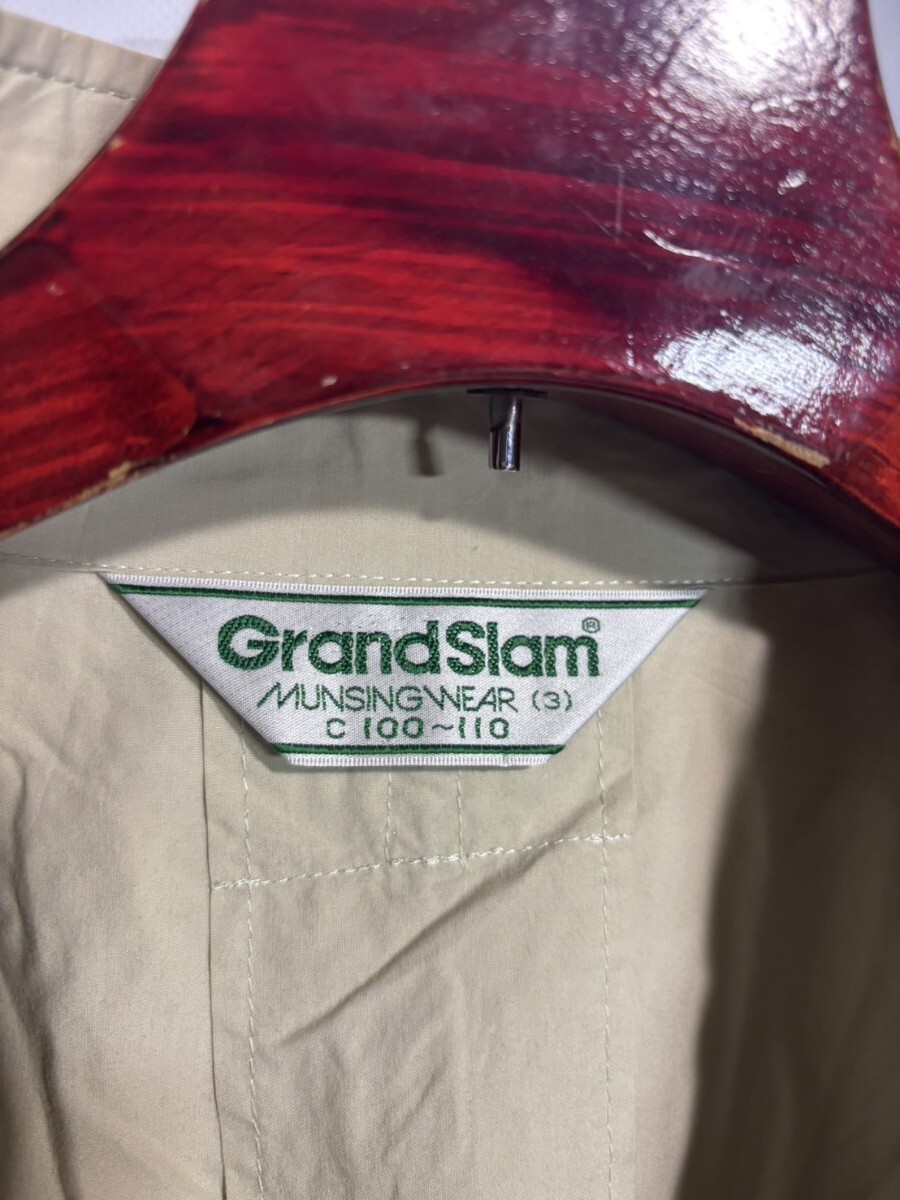 GrandSlam®
MUNSINGWEAR (3)
C 100~110